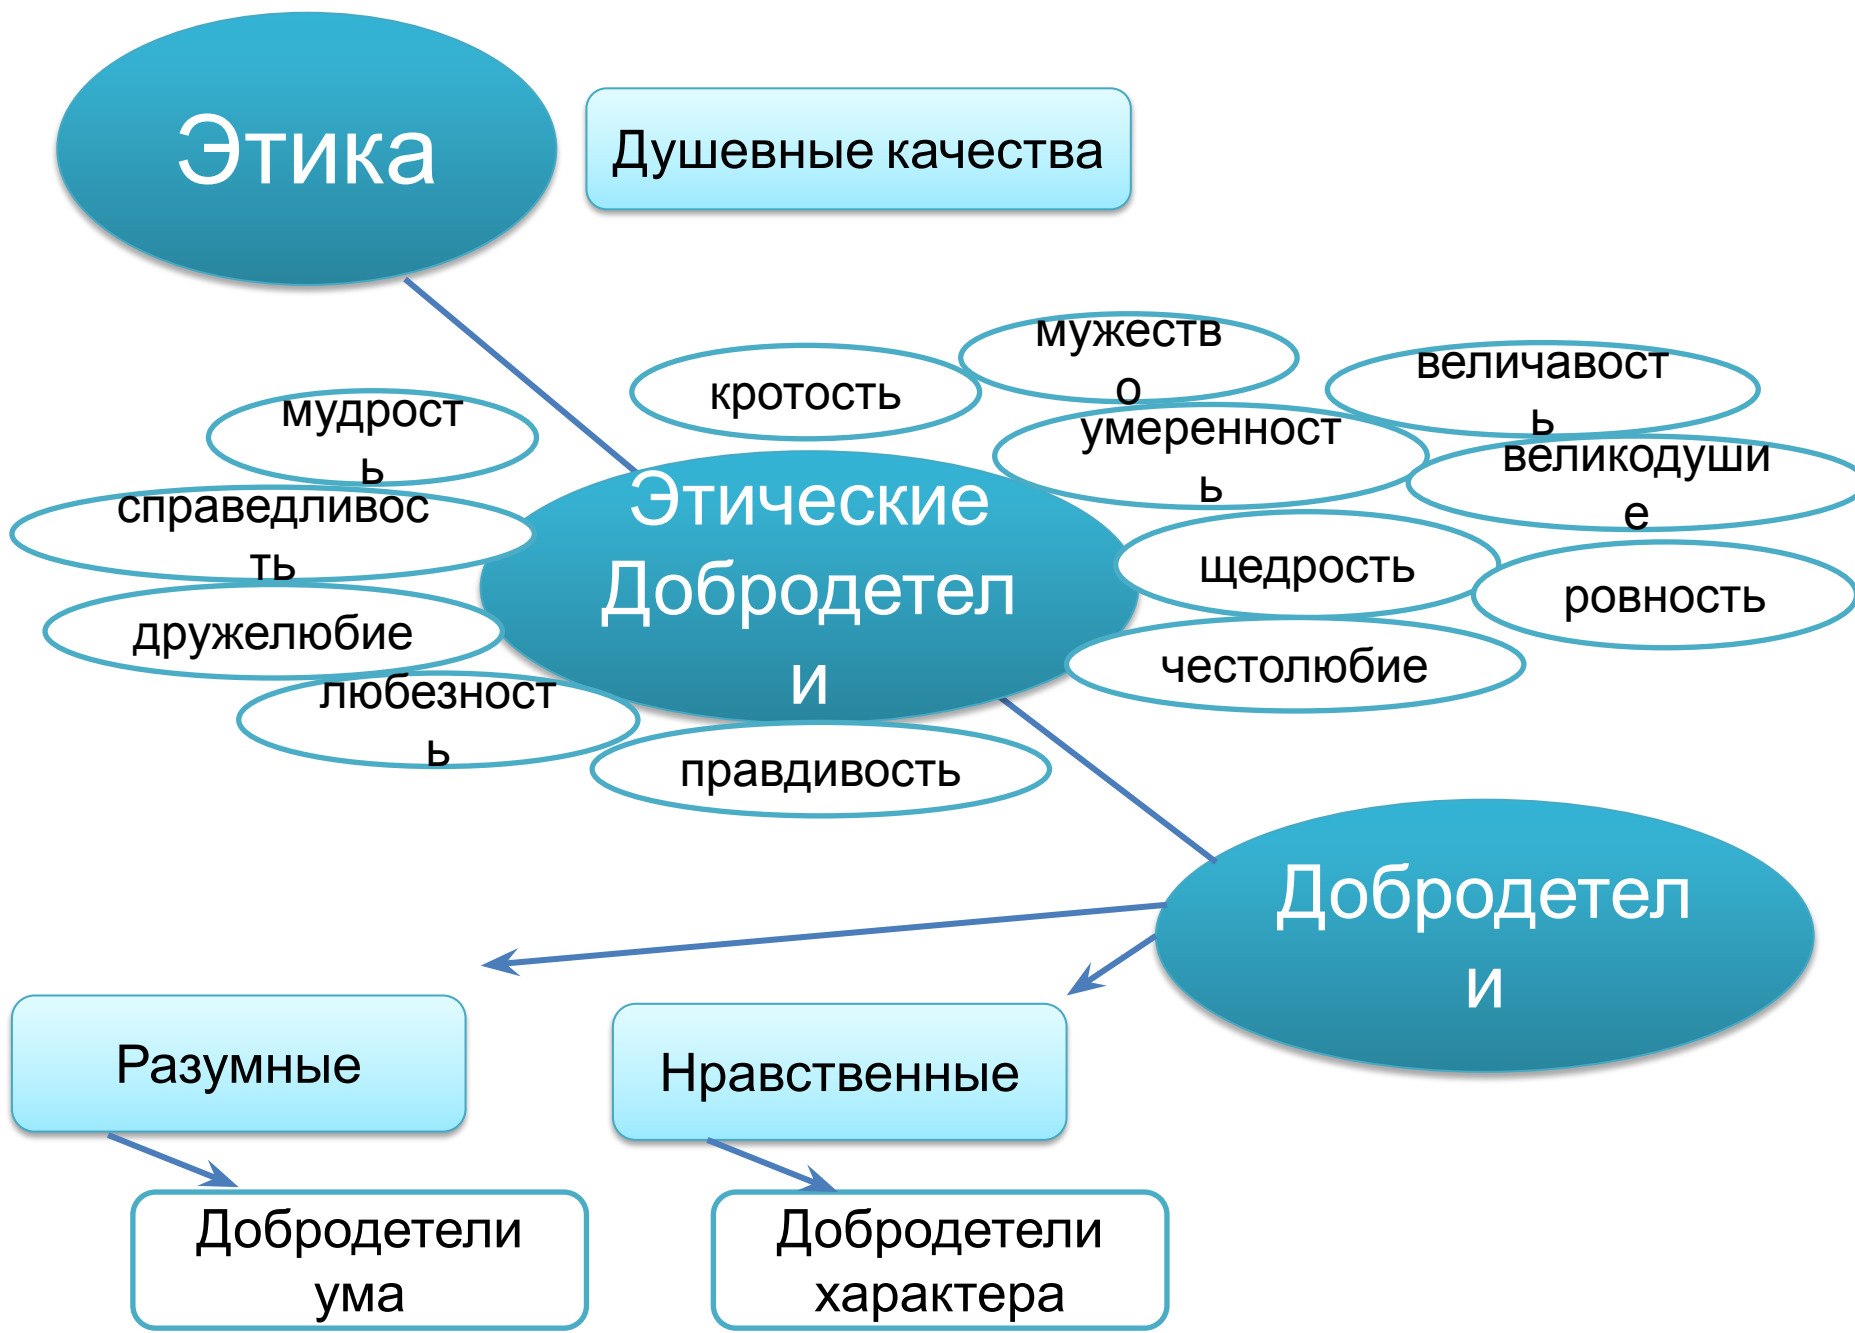 Этика
Душевные качества
мужеств
о
кротость
величавост
ь
мудрост
ь
умеренност
ь
великодуши
е
справедливос
ть
Этические
Добродетел
и
щедрость
ровность
дружелюбие
честолюбие
любезност
ь
правдивость
Добродетел
и
Разумные
Нравственные
Добродетели
ума
Добродетели
характера